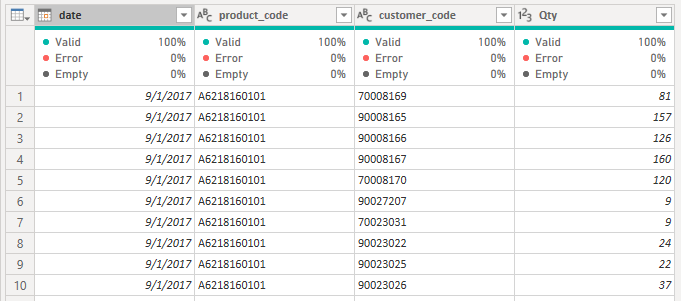 date product_code customer_code Qty
Valid 100% Valid 100% Valid 100% Valid 100%
Error 0% Error 0% Error 0% Error 0%
Empty 0% Empty 0% Empty 0% Empty 0%
1 9/1/2017 A6218160101 70008169 81
2 9/1/2017 A6218160101 90008165 157
3 9/1/2017 A6218160101 90008166 126
4 9/1/2017 A6218160101 90008167 160
5 9/1/2017 A6218160101 70008170 120
6 9/1/2017 A6218160101 90027207 9
7 9/1/2017 A6218160101 70023031 9
8 9/1/2017 A6218160101 90023022 24
9 9/1/2017 A6218160101 90023025 22
10 9/1/2017 A6218160101 90023026 37